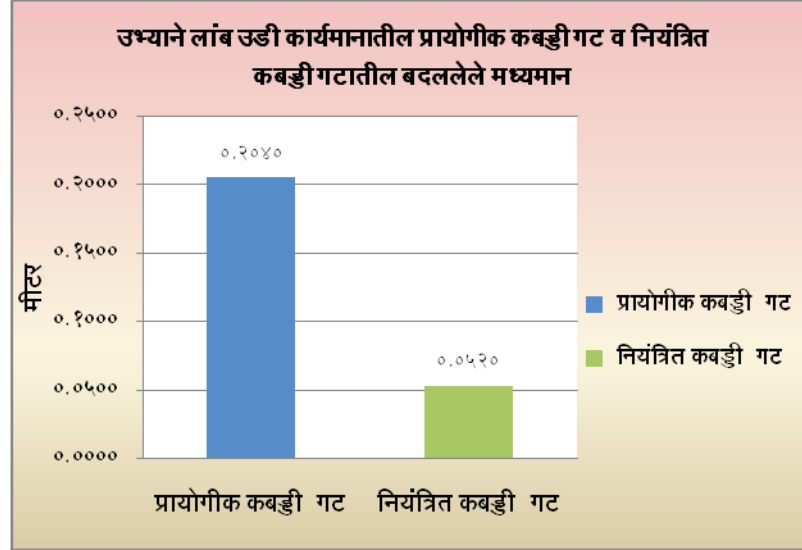 उभ्याने लांब उडी कार्यमानातील प्रायोगीक कबड्डी गट व नियंत्रित
कबड्डी गटातील बदललेले मध्यमान
मीटर
०.२५००
०.२०००
०.१५००
०.१०००
०.०५००
०.००००
०.२०४०
०.०५२०
प्रायोगीक कबड्डी गट
नियंत्रित कबड्डी गट
प्रायोगीक कबड्डी गट
नियंत्रित कबड्डी गट